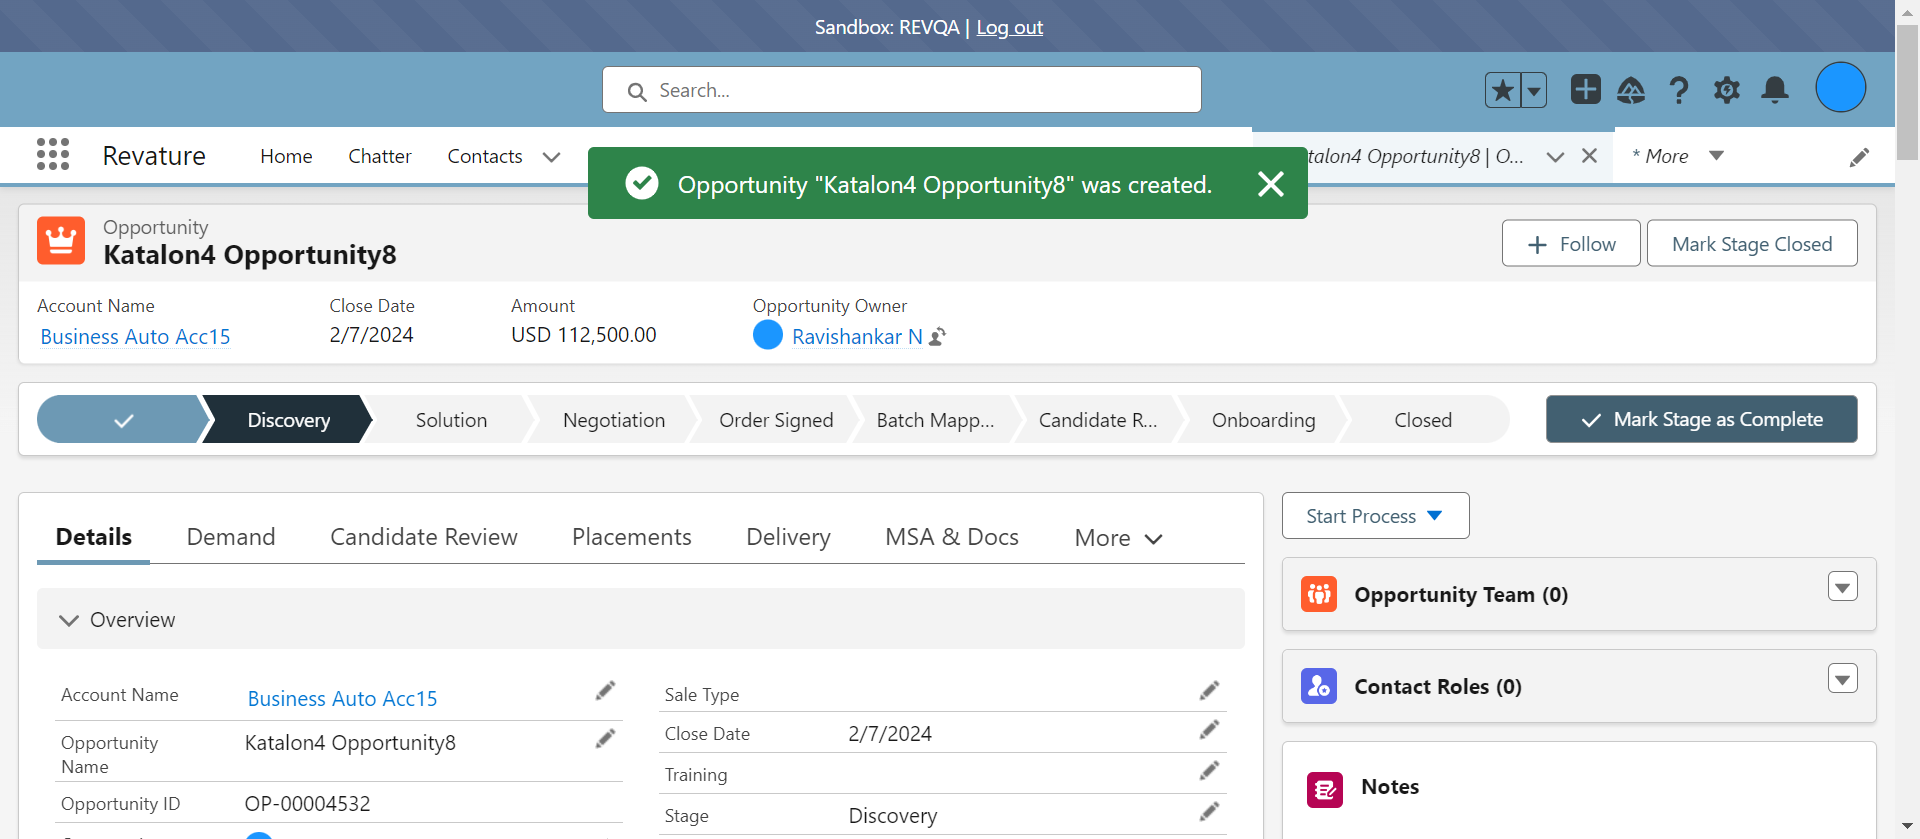 Sandbox: REVQA | Log out
Search...
Revature
Home
Chatter
Contacts
talon4 Opportunity8 | O...
* More
Opportunity "Katalon4 Opportunity8" was created.
Opportunity
Katalon4 Opportunity8
Follow
Mark Stage Closed
Account Name
Close Date
Amount
Opportunity Owner
Business Auto Acc15
2/7/2024
USD 112,500.00
Ravishankar N
Discovery
Solution
Negotiation
Order Signed
Batch Mapp...
Candidate R...
Onboarding
Closed
Mark Stage as Complete
Details
Demand
Candidate Review
Placements
Delivery
MSA & Docs
More
Overview
Account Name
Business Auto Acc15
Opportunity
Name
Katalon4 Opportunity8
Opportunity ID
OP-00004532
Sale Type
Close Date
2/7/2024
Training
Stage
Discovery
Start Process
Opportunity Team (0)
Contact Roles (0)
Notes